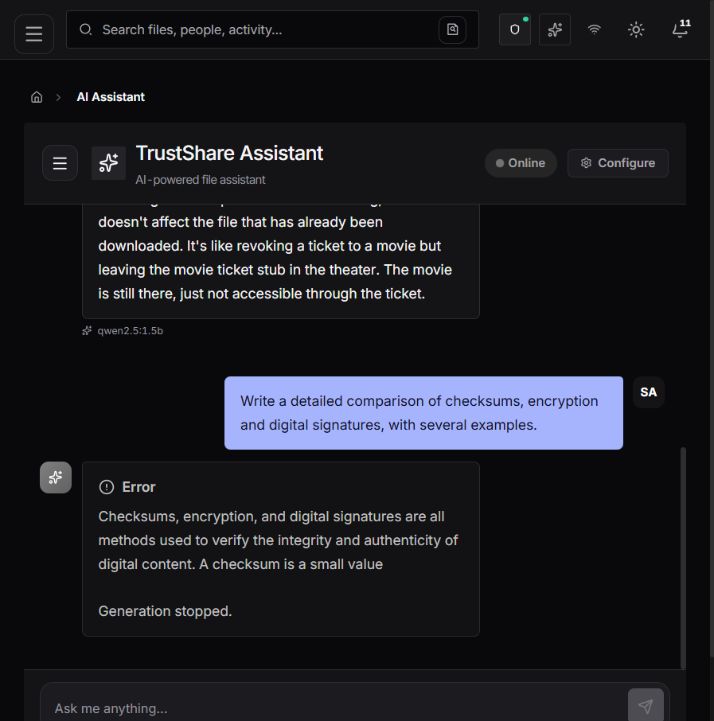 Search files, people, activity...
11
AI Assistant
TrustShare Assistant
AI-powered file assistant
Online
Configure
doesn't affect the file that has already been
downloaded. It's like revoking a ticket to a movie but
leaving the movie ticket stub in the theater. The movie
is still there, just not accessible through the ticket.
qwen2.5:1.5b
Write a detailed comparison of checksums, encryption
and digital signatures, with several examples.
SA
Error
Checksums, encryption, and digital signatures are all
methods used to verify the integrity and authenticity of
digital content. A checksum is a small value
Generation stopped.
Ask me anything...